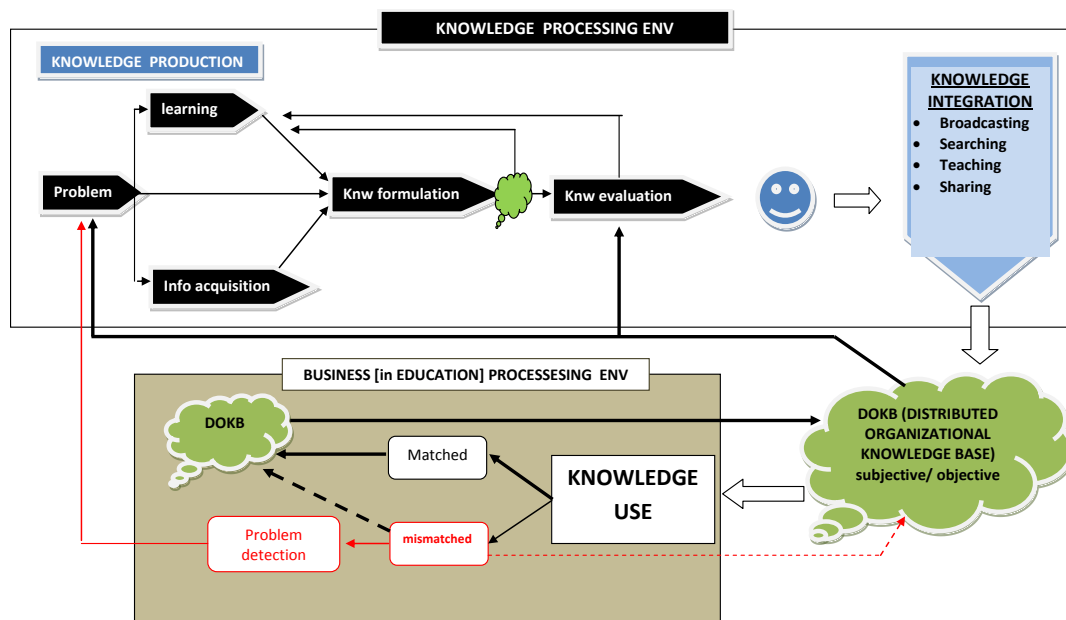 KNOWLEDGE PROCESSING ENV
KNOWLEDGE PRODUCTION
learning
Problem
Knw formulation
Knw evaluation
Info acquisition
KNOWLEDGE
INTEGRATION
• Broadcasting
• Searching
• Teaching
• Sharing
BUSINESS [in EDUCATION] PROCESSESING ENV
DOKB
Matched
KNOWLEDGE
USE
mismatched
Problem
detection
DOKB (DISTRIBUTED
ORGANIZATIONAL
KNOWLEDGE BASE)
subjective/ objective